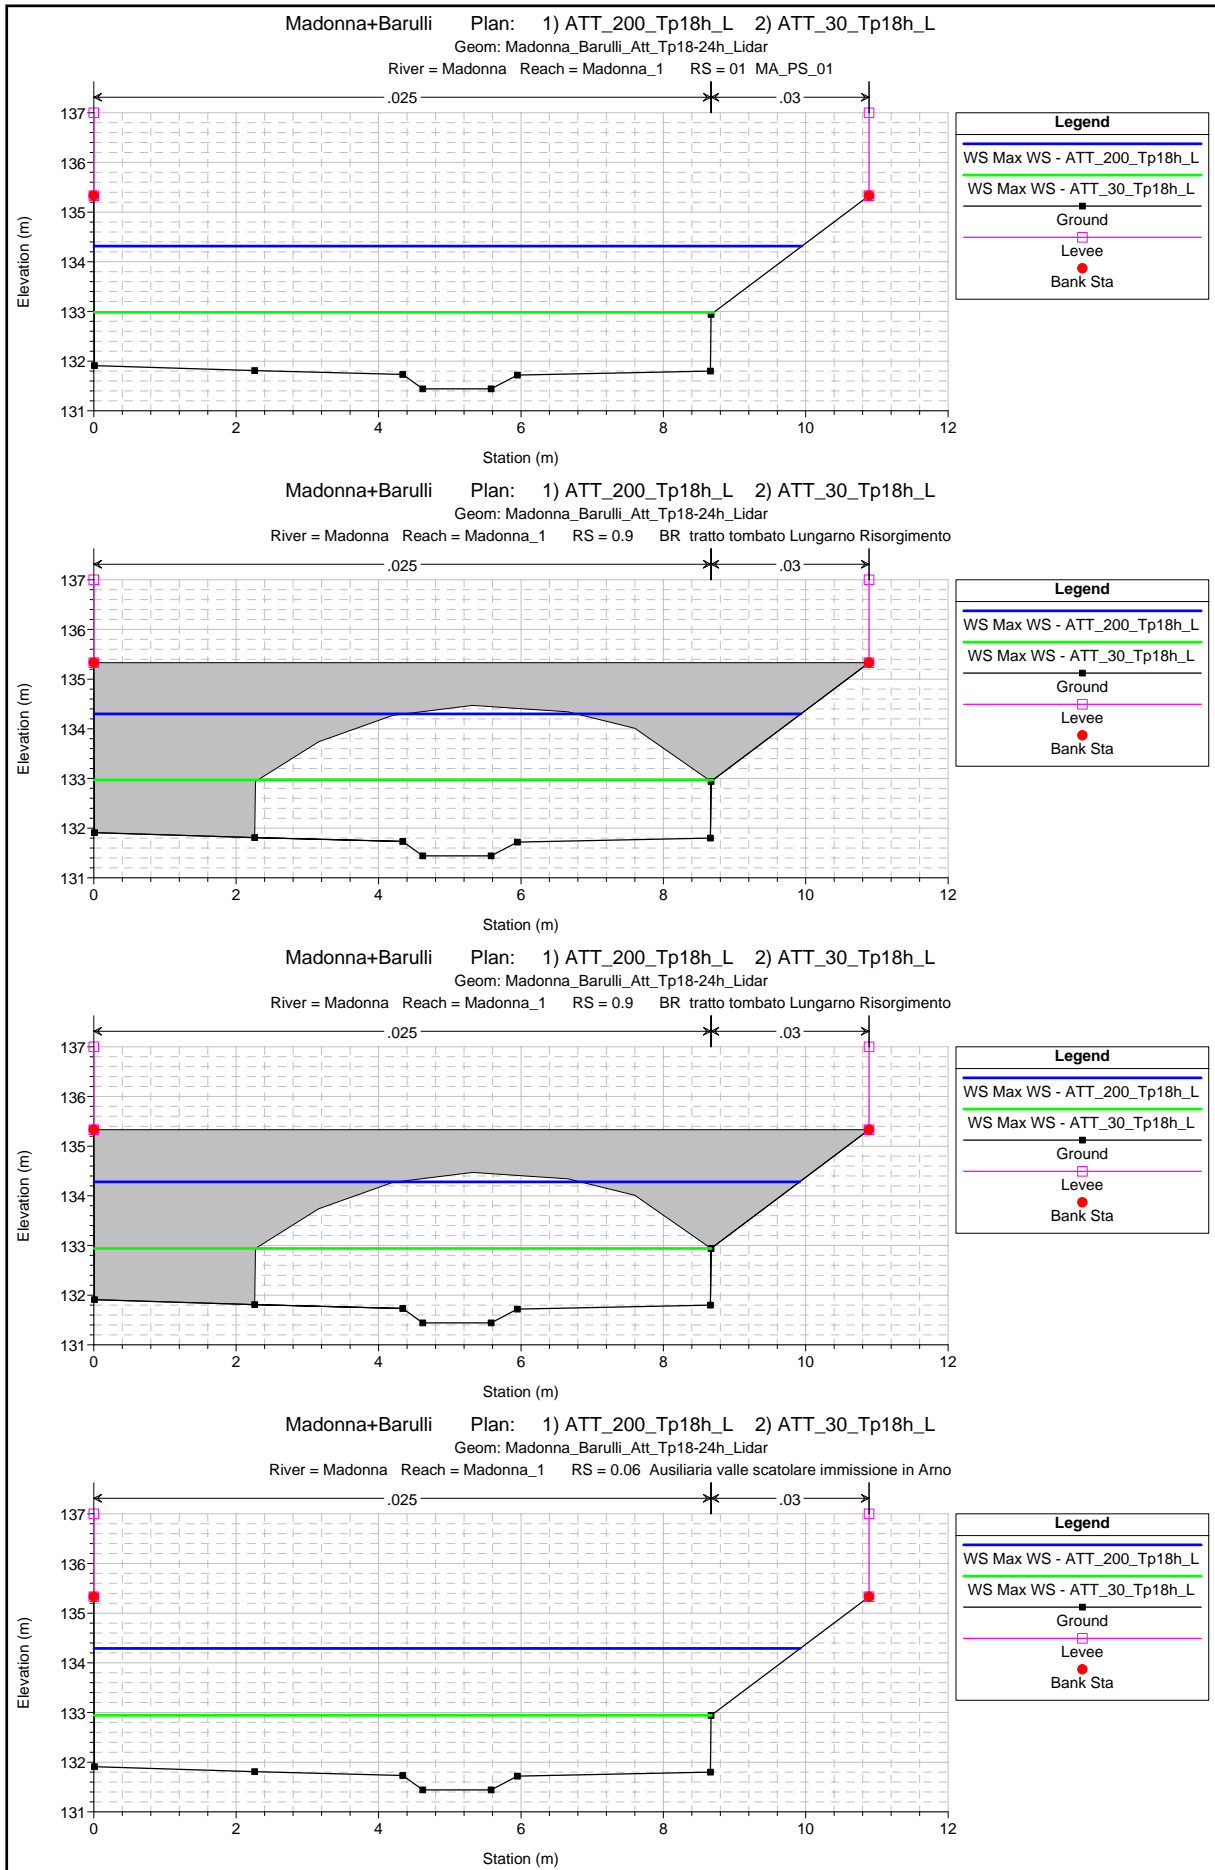 Madonna+Barulli Plan: 1) ATT_200_Tp18h_L 2) ATT_30_Tp18h_L
Geom: Madonna_Barulli_Att_Tp18-24h_Lidar
River = Madonna Reach = Madonna_1 RS = 01 MA_PS_01
.025 .03
137
136
135
134
133
132
131
Elevation (m)
0 2 4 6 8 10 12
Station (m)
Legend
WS Max WS - ATT_200_Tp18h_L
WS Max WS - ATT_30_Tp18h_L
Ground
Levee
Bank Sta
Madonna+Barulli Plan: 1) ATT_200_Tp18h_L 2) ATT_30_Tp18h_L
Geom: Madonna_Barulli_Att_Tp18-24h_Lidar
River = Madonna Reach = Madonna_1 RS = 0.9 BR tratto tombato Lungarno Risorgimento
.025 .03
137
136
135
134
133
132
131
Elevation (m)
0 2 4 6 8 10 12
Station (m)
Legend
WS Max WS - ATT_200_Tp18h_L
WS Max WS - ATT_30_Tp18h_L
Ground
Levee
Bank Sta
Madonna+Barulli Plan: 1) ATT_200_Tp18h_L 2) ATT_30_Tp18h_L
Geom: Madonna_Barulli_Att_Tp18-24h_Lidar
River = Madonna Reach = Madonna_1 RS = 0.9 BR tratto tombato Lungarno Risorgimento
.025 .03
137
136
135
134
133
132
131
Elevation (m)
0 2 4 6 8 10 12
Station (m)
Legend
WS Max WS - ATT_200_Tp18h_L
WS Max WS - ATT_30_Tp18h_L
Ground
Levee
Bank Sta
Madonna+Barulli Plan: 1) ATT_200_Tp18h_L 2) ATT_30_Tp18h_L
Geom: Madonna_Barulli_Att_Tp18-24h_Lidar
River = Madonna Reach = Madonna_1 RS = 0.06 Ausiliaria valle scatolare immissione in Arno
.025 .03
137
136
135
134
133
132
131
Elevation (m)
0 2 4 6 8 10 12
Station (m)
Legend
WS Max WS - ATT_200_Tp18h_L
WS Max WS - ATT_30_Tp18h_L
Ground
Levee
Bank Sta